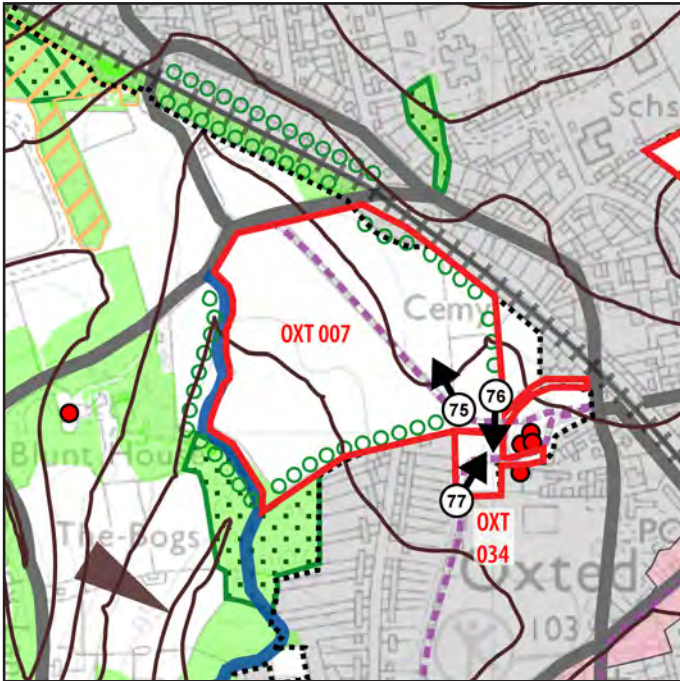 Schs
Cemy
OXT 007
75
76
77
Blunt House
OXT
034
The Bogs
PO
Oxted
103